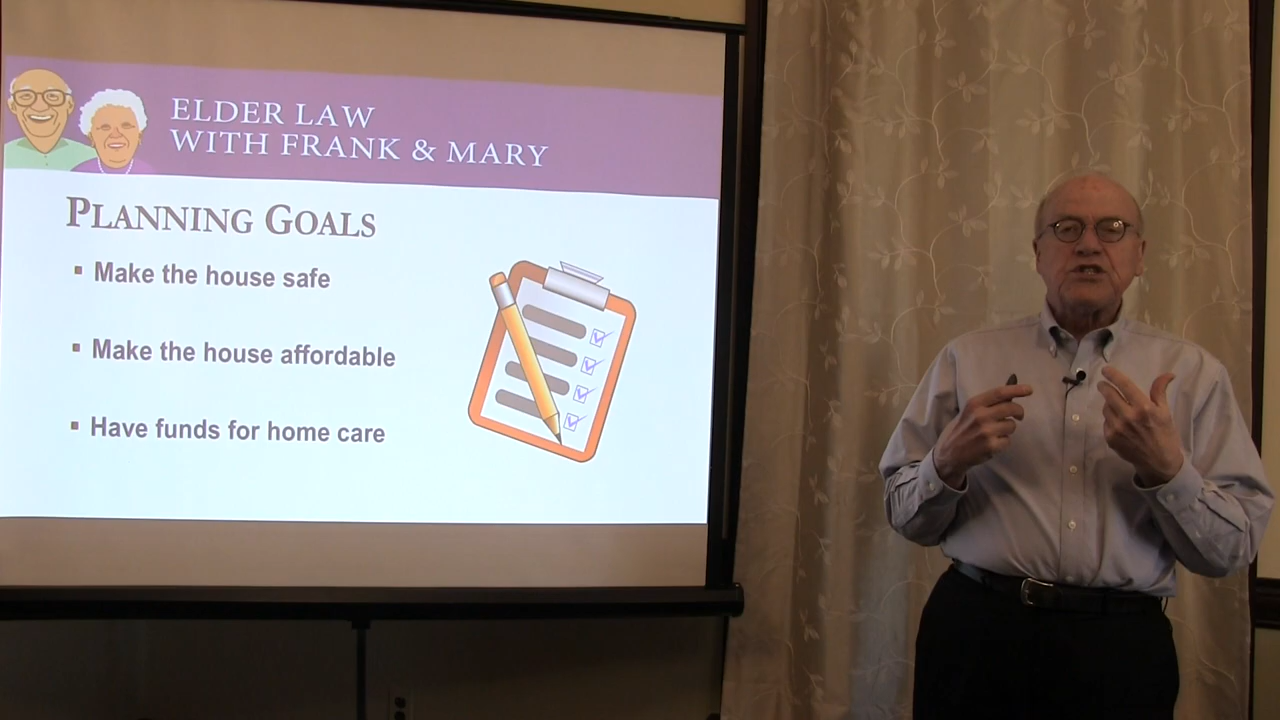 ELDER LAW
WITH FRANK & MARY
PLANNING GOALS
▪ Make the house safe
▪ Make the house affordable
▪ Have funds for home care